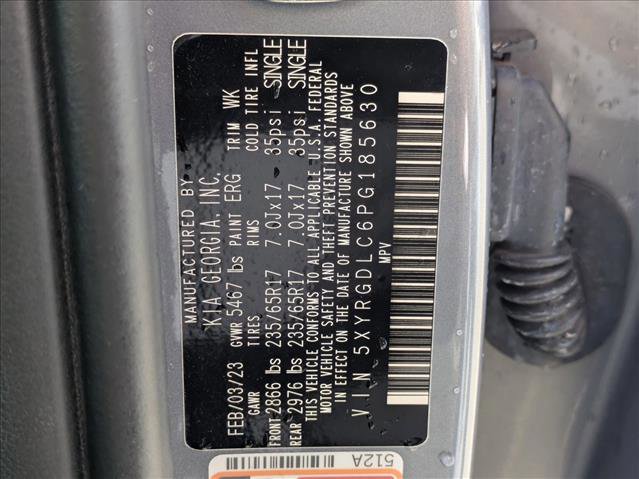 MANUFACTURED BY
KIA GEORGIA, INC.
FEB/03/23 GVWR 5467 lbs PAINT ERG TRIM WK
GAWR TIRES RIMS COLD TIRE INFL
FRONT 2866 lbs 235/65R17 7.0Jx17 35psi SINGLE
REAR 2976 lbs 235/65R17 7.0Jx17 35psi SINGLE
THIS VEHICLE CONFORMS TO ALL APPLICABLE U.S.A. FEDERAL
MOTOR VEHICLE SAFETY AND THEFT PREVENTION STANDARDS
IN EFFECT ON THE DATE OF MANUFACTURE SHOWN ABOVE
VIN 5XYRGDLC6PG185630
MPV
512A